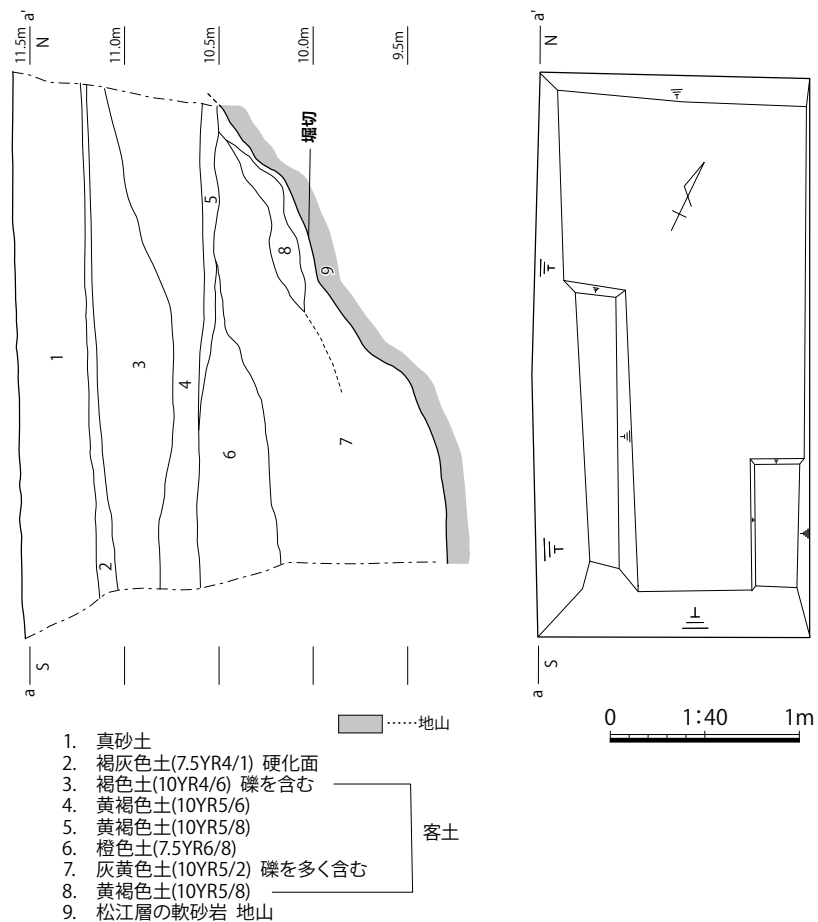 11.5m
11.0m
10.5m
10.0m
9.5m
a'
N
堀切
1
2
3
4
5
6
7
8
9
S
a
a'
N
a
S
0 1:40 1m
……地山
1. 真砂土
2. 褐灰色土(7.5YR4/1) 硬化面
3. 褐色土(10YR4/6) 礫を含む
4. 黄褐色土(10YR5/6)
5. 黄褐色土(10YR5/8)
6. 橙色土(7.5YR6/8)
7. 灰黄色土(10YR5/2) 礫を多く含む
8. 黄褐色土(10YR5/8)
9. 松江層の軟砂岩 地山
客土